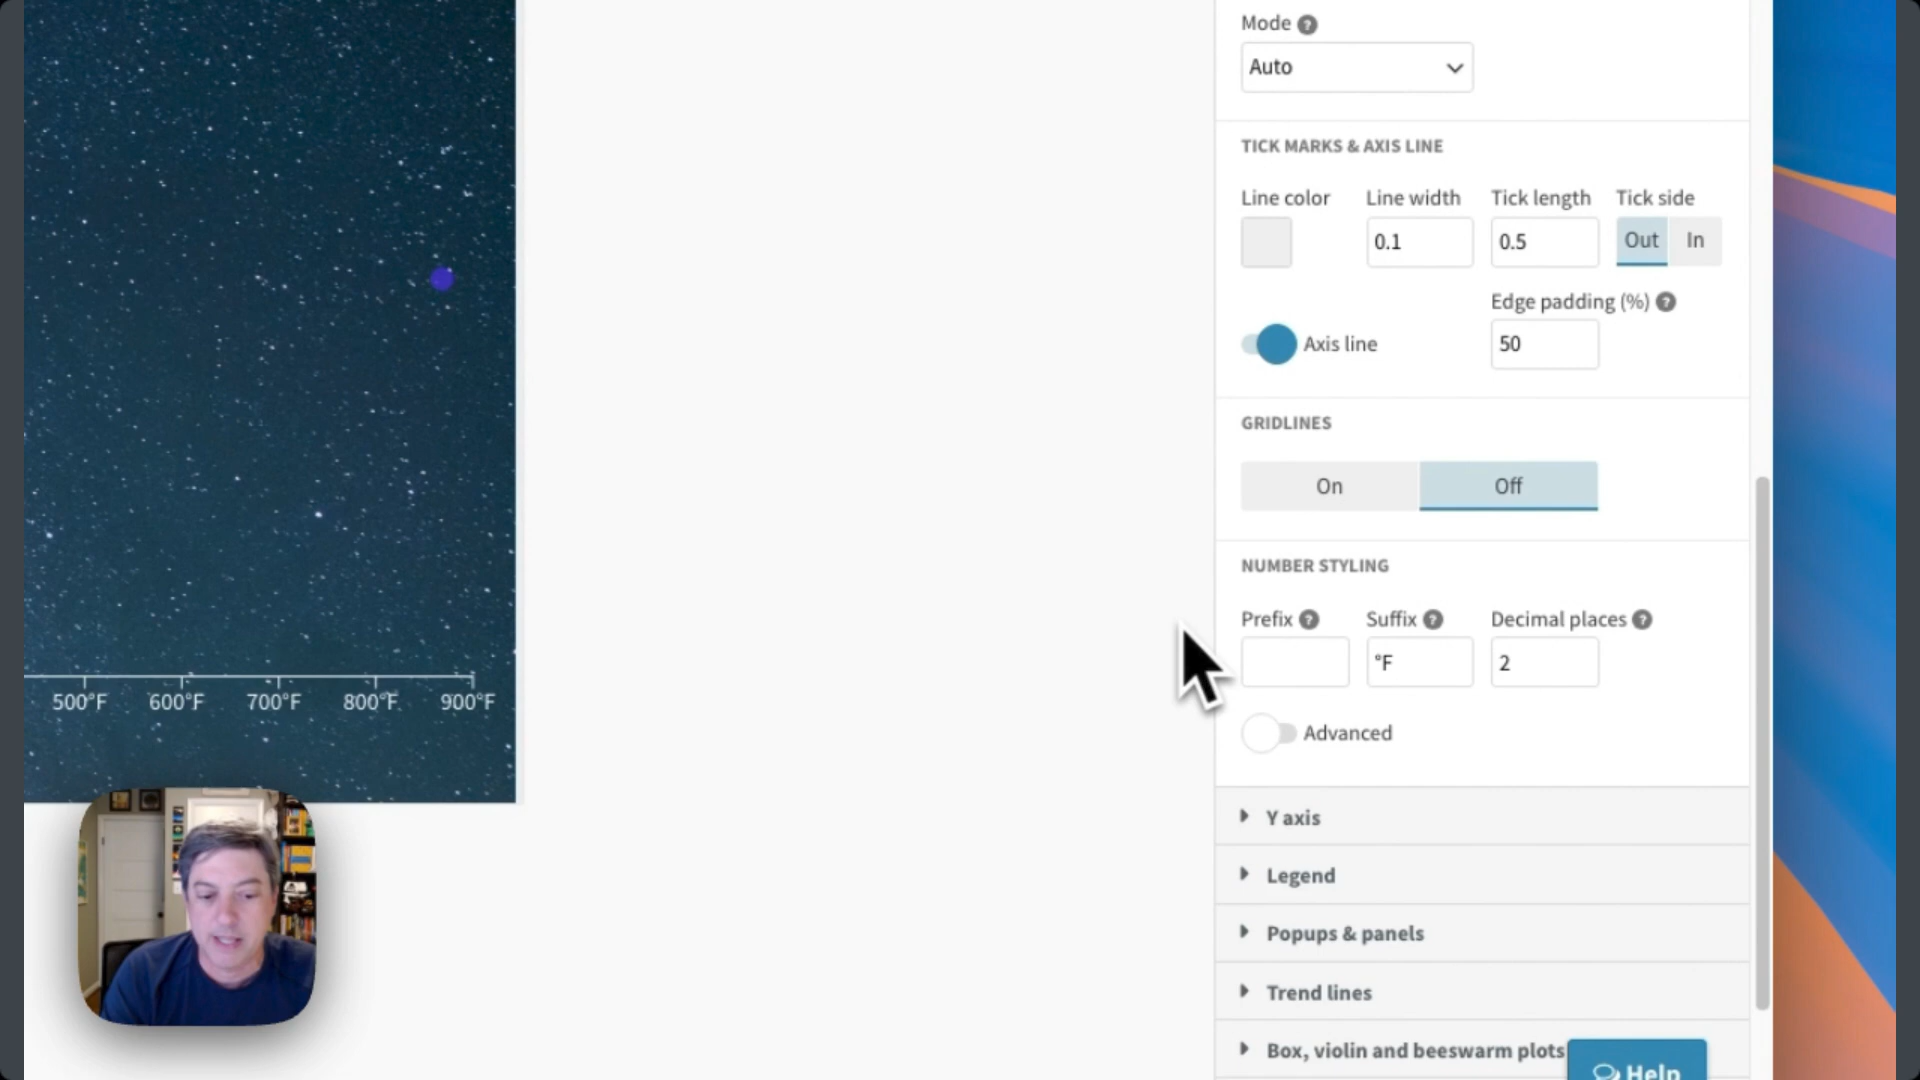 Mode ?
Auto
TICK MARKS & AXIS LINE
Line color Line width Tick length Tick side
0.1 0.5 Out In
Edge padding (%) ?
Axis line 50
GRIDLINES
On Off
NUMBER STYLING
Prefix ? Suffix ? Decimal places ?
°F 2
500°F 600°F 700°F 800°F 900°F
Advanced
Y axis
Legend
Popups & panels
Trend lines
Box, violin and beeswarm plots
Help